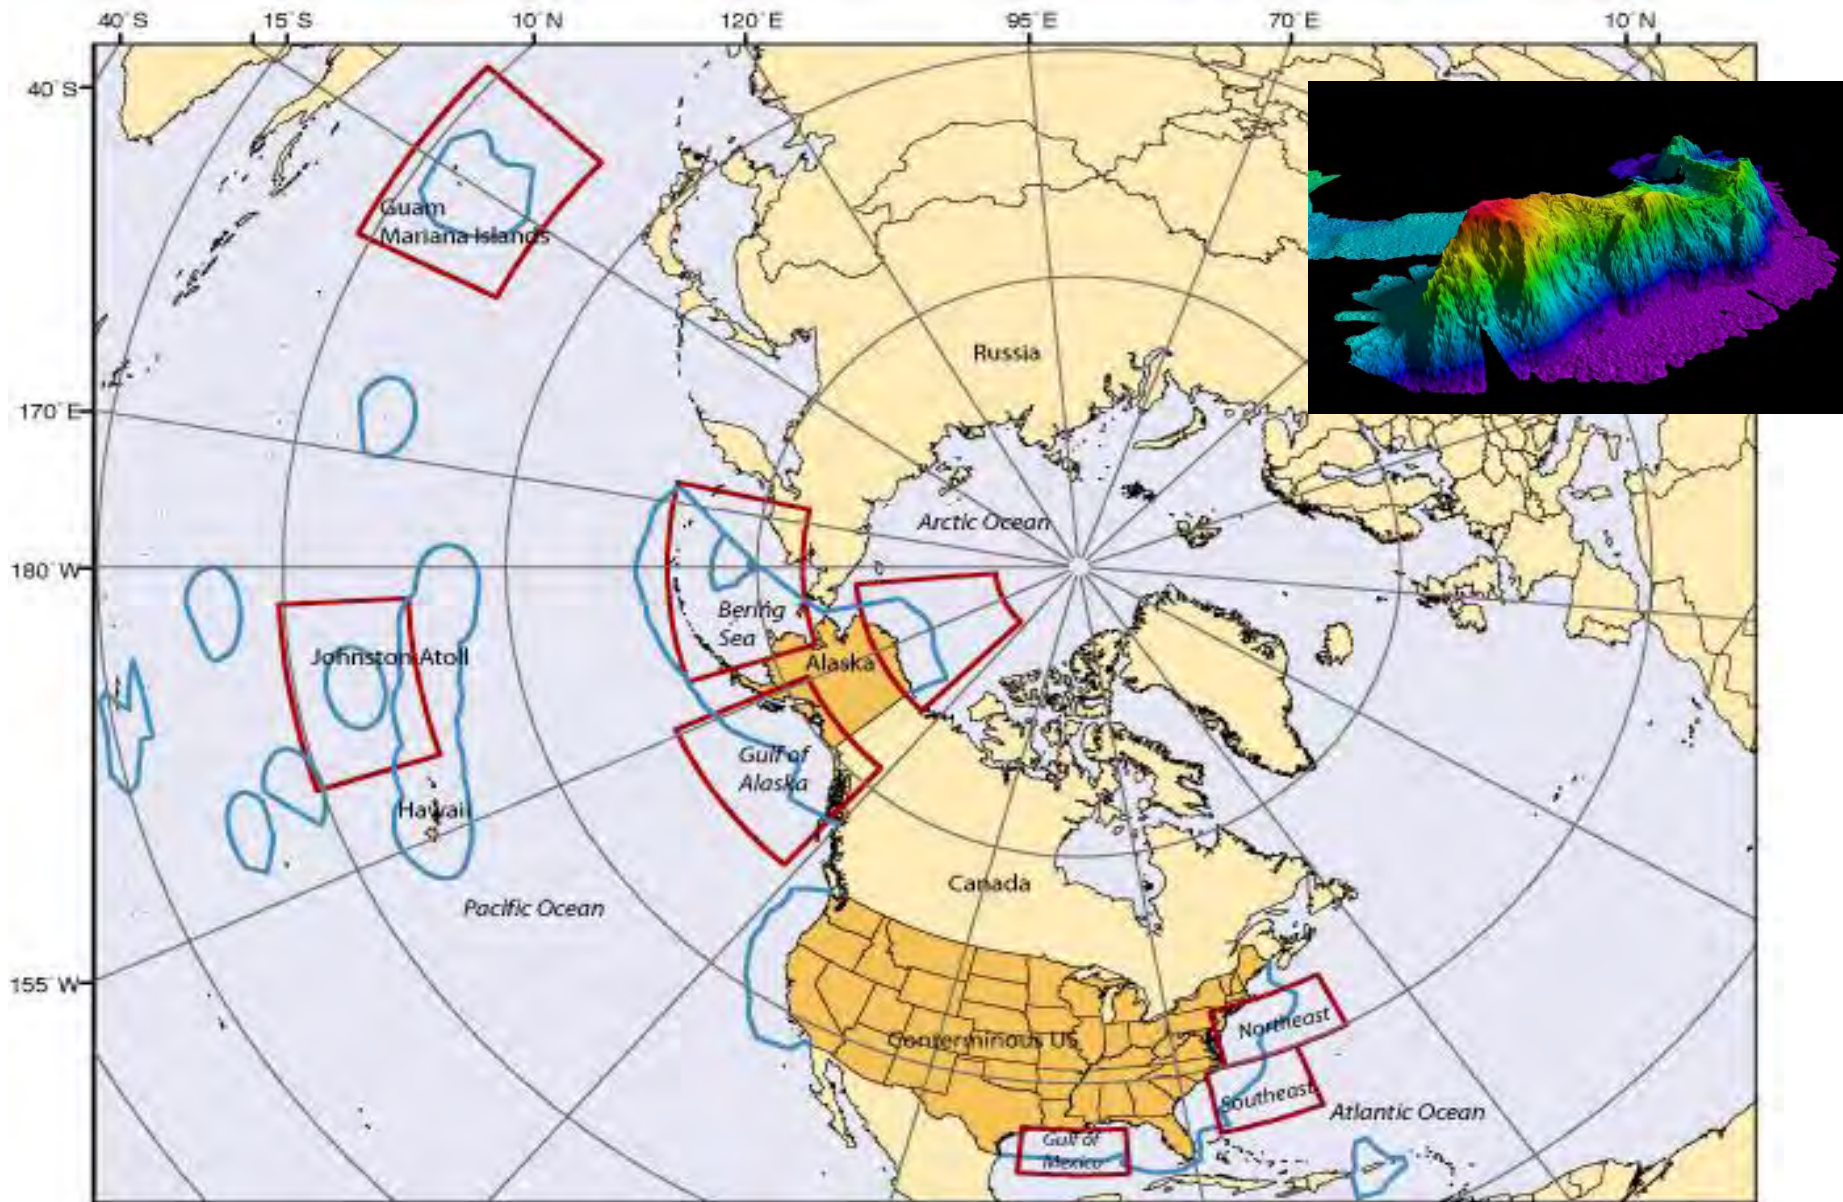 40˚S
15˚S
10˚N
120˚E
95˚E
70˚E
10˚N
40˚S
Guam
Mariana Islands
Russia
170˚E
Arctic Ocean
180˚W
Bering
Sea
Johnston Atoll
Alaska
Gulf of
Alaska
Hawaii
Canada
Pacific Ocean
155˚W
Northeast
Conterminous US
Southeast
Atlantic Ocean
Gulf of
Mexico